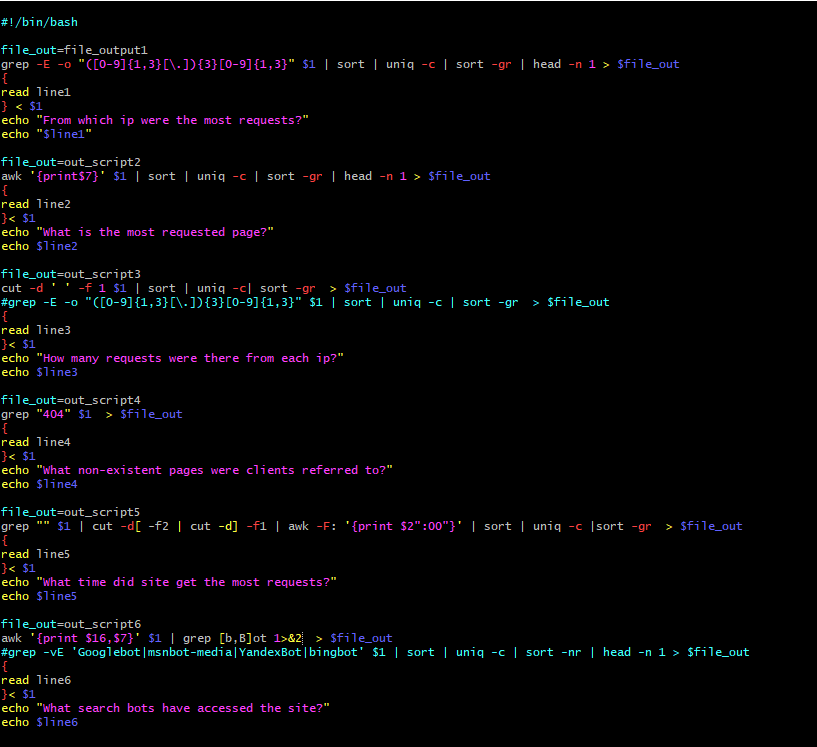 #!/bin/bash
file_out=file_output1
grep -E -o "([0-9]{1,3}[\.]){3}[0-9]{1,3}" $1 | sort | uniq -c | sort -gr | head -n 1 > $file_out
{
read line1
} < $1
echo "From which ip were the most requests?"
echo "$line1"
file_out=out_script2
awk '{print$7}' $1 | sort | uniq -c | sort -gr | head -n 1 > $file_out
{
read line2
}< $1
echo "What is the most requested page?"
echo $line2
file_out=out_script3
cut -d ' ' -f 1 $1 | sort | uniq -c| sort -gr  > $file_out
#grep -E -o "([0-9]{1,3}[\.]){3}[0-9]{1,3}" $1 | sort | uniq -c | sort -gr  > $file_out
{
read line3
}< $1
echo "How many requests were there from each ip?"
echo $line3
file_out=out_script4
grep "404" $1  > $file_out
{
read line4
}< $1
echo "What non-existent pages were clients referred to?"
echo $line4
file_out=out_script5
grep "" $1 | cut -d[ -f2 | cut -d] -f1 | awk -F: '{print $2":00"}' | sort | uniq -c |sort -gr  > $file_out
{
read line5
}< $1
echo "What time did site get the most requests?"
echo $line5
file_out=out_script6
awk '{print $16,$7}' $1 | grep [b,B]ot 1>&2  > $file_out
#grep -vE 'Googlebot|msnbot-media|YandexBot|bingbot' $1 | sort | uniq -c | sort -nr | head -n 1 > $file_out
{
read line6
}< $1
echo "What search bots have accessed the site?"
echo $line6